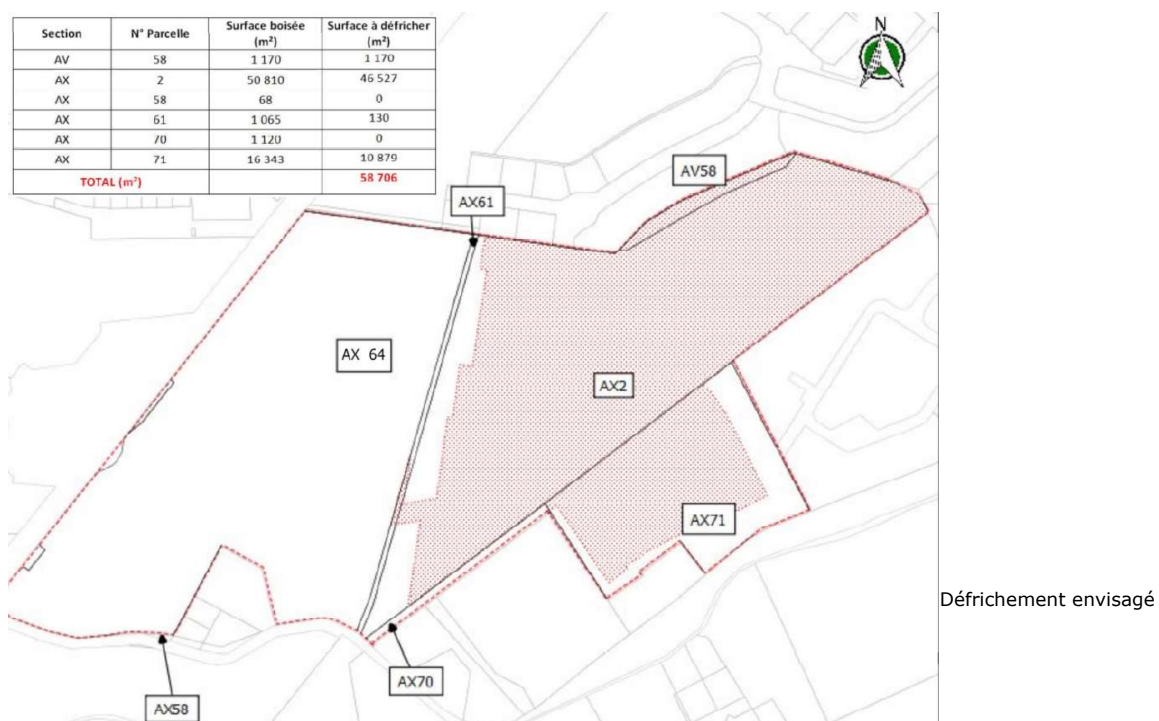 Section N° Parcelle Surface boisée (m²) Surface à défricher (m²)
AV 58 1 170 1 170
AX 2 50 810 46 527
AX 58 68 0
AX 61 1 065 130
AX 70 1 120 0
AX 71 16 343 10 879
TOTAL (m²) 58 706
N
AV58
AX61
AX 64
AX2
AX71
Défrichement envisagé
AX70
AX58